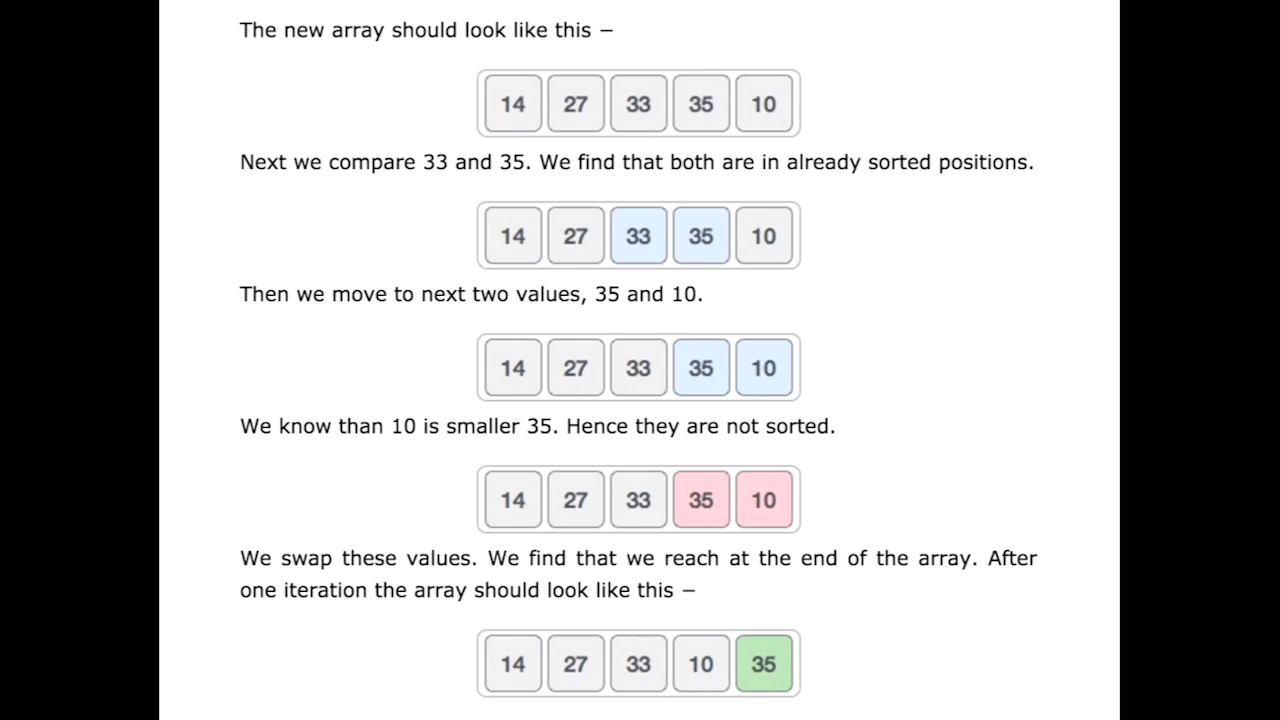 The new array should look like this −
14 27 33 35 10
Next we compare 33 and 35. We find that both are in already sorted positions.
14 27 33 35 10
Then we move to next two values, 35 and 10.
14 27 33 35 10
We know than 10 is smaller 35. Hence they are not sorted.
14 27 33 35 10
We swap these values. We find that we reach at the end of the array. After
one iteration the array should look like this −
14 27 33 10 35